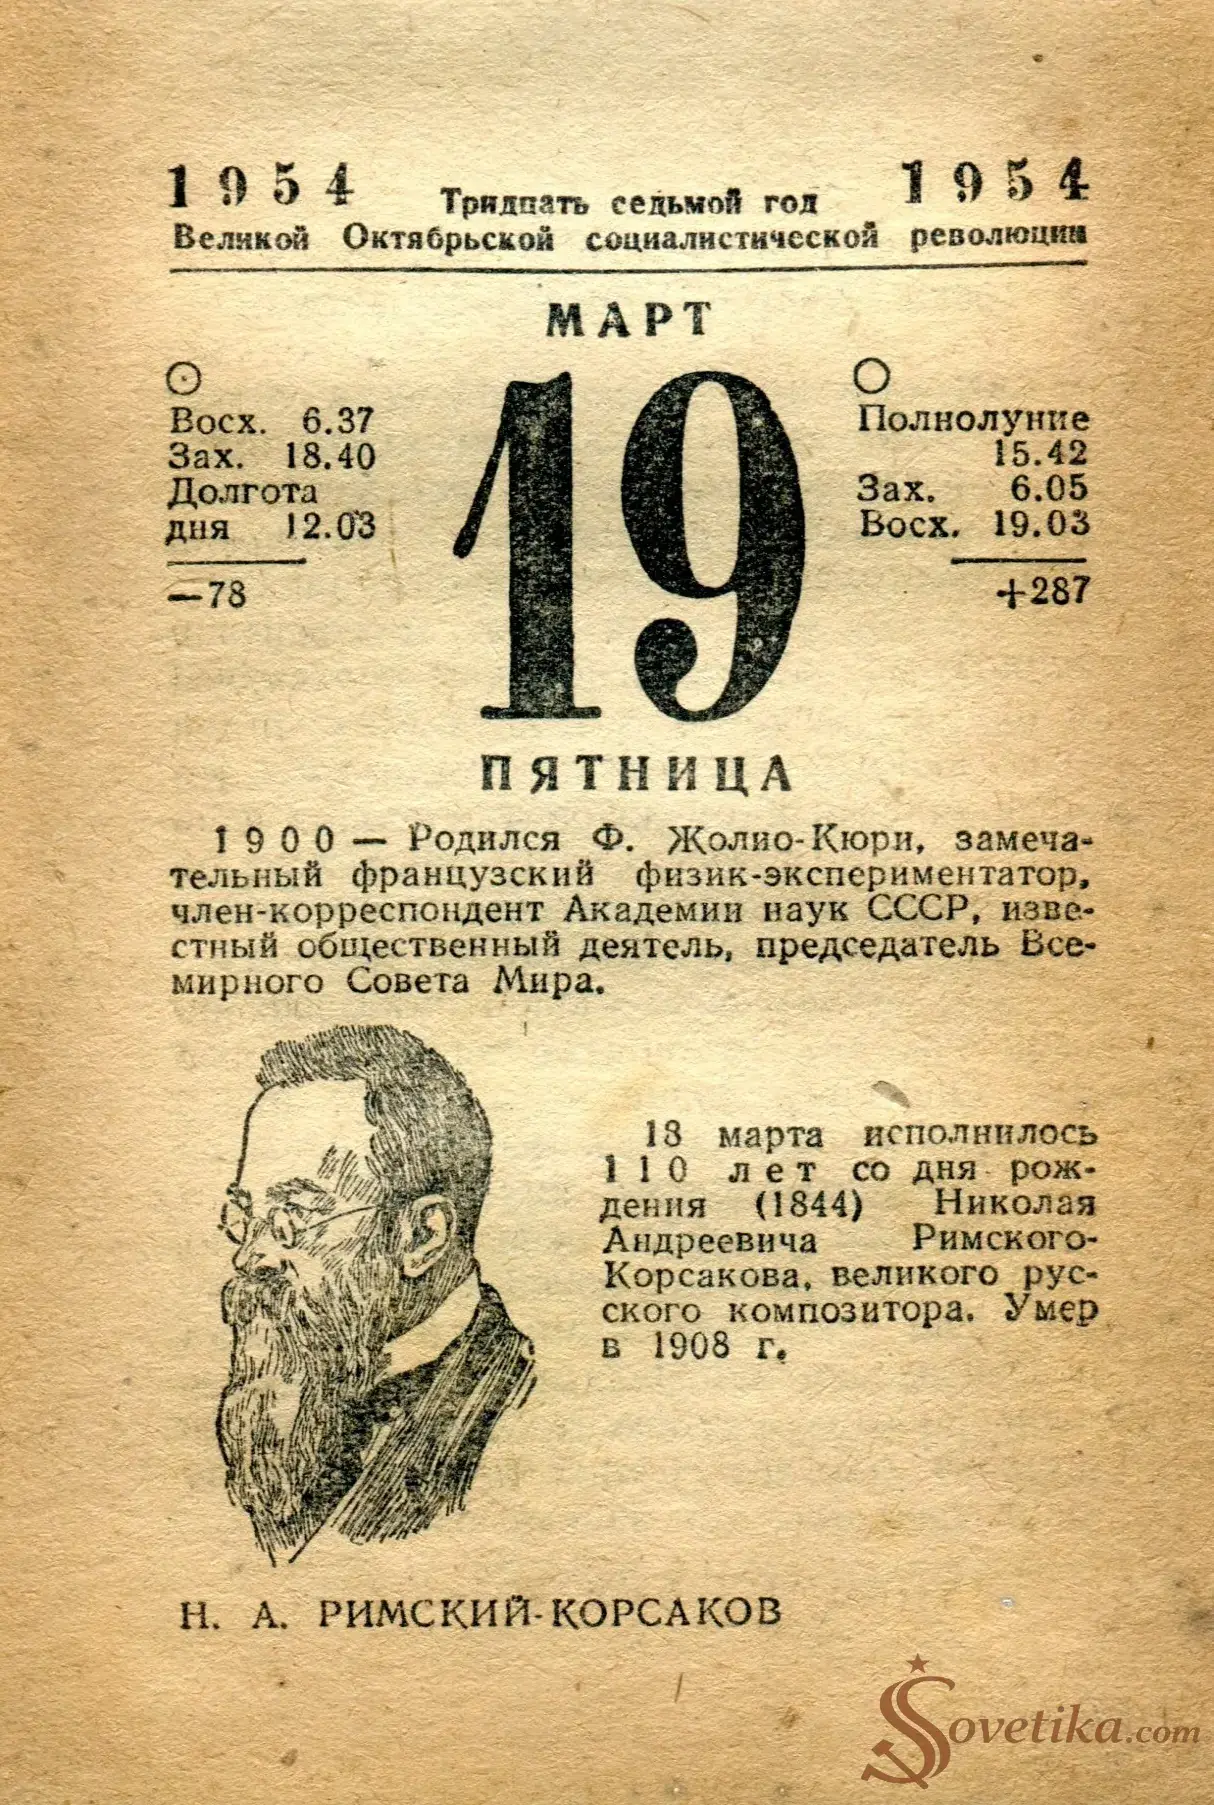 1954 Тридцать седьмой год 1954
Великой Октябрьской социалистической революции
МАРТ
Восх. 6.37
Зах. 18.40
Долгота
дня 12.03
—78
19
Полнолуние
15.42
Зах. 6.05
Восх. 19.03
+287
ПЯТНИЦА
1900 — Родился Ф. Жолио-Кюри, замеча-
тельный французский физик-экспериментатор,
член-корреспондент Академии наук СССР, изве-
стный общественный деятель, председатель Все-
мирного Совета Мира.
18 марта исполнилось
110 лет со дня рож-
дения (1844) Николая
Андреевича Римского-
Корсакова, великого рус-
ского композитора. Умер
в 1908 г.
Н. А. РИМСКИЙ-КОРСАКОВ
Sovetika.com